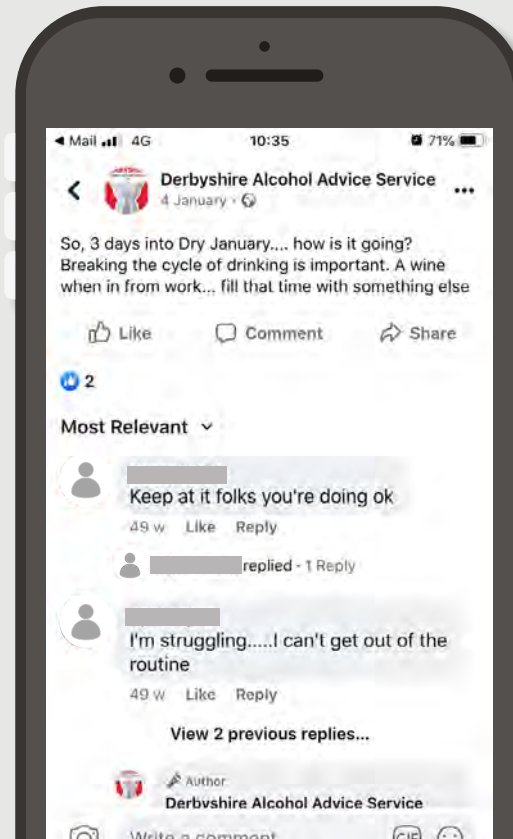 Mail 4G 10:35 71%
Derbyshire Alcohol Advice Service
4 January
So, 3 days into Dry January.... how is it going?
Breaking the cycle of drinking is important. A wine
when in from work... fill that time with something else
Like Comment Share
2
Most Relevant
Keep at it folks you're doing ok
49 w Like Reply
replied - 1 Reply
I'm struggling.....I can't get out of the
routine
49 w Like Reply
View 2 previous replies...
Author
Derbyshire Alcohol Advice Service
Write a comment
GIF